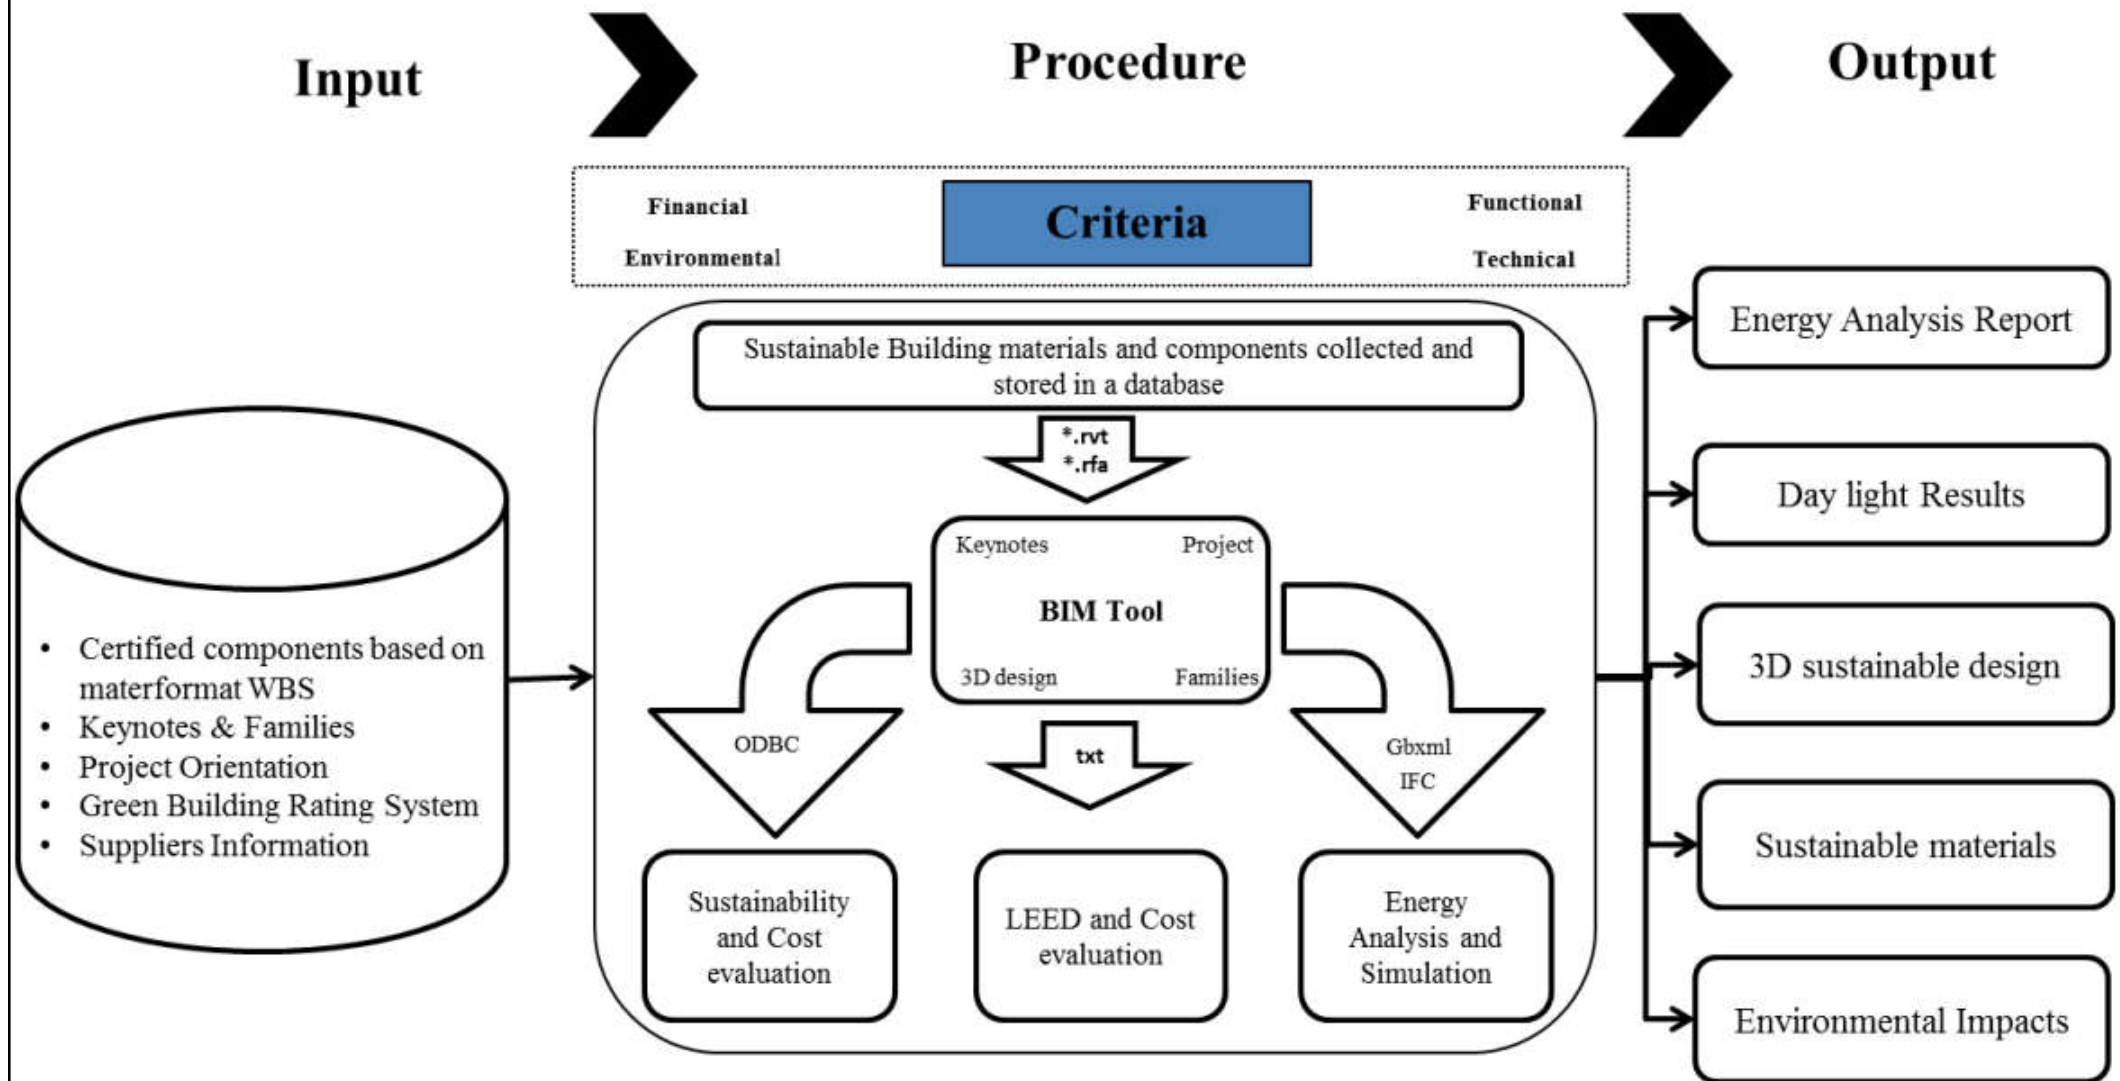 Input
Procedure
Output
Financial
Environmental
Criteria
Functional
Technical
Sustainable Building materials and components collected and
stored in a database
*.rvt
*.rfa
Keynotes
Project
BIM Tool
3D design
Families
ODBC
txt
Gbxml
IFC
Sustainability
and Cost
evaluation
LEED and Cost
evaluation
Energy
Analysis and
Simulation
• Certified components based on
materformat WBS
• Keynotes & Families
• Project Orientation
• Green Building Rating System
• Suppliers Information
Energy Analysis Report
Day light Results
3D sustainable design
Sustainable materials
Environmental Impacts